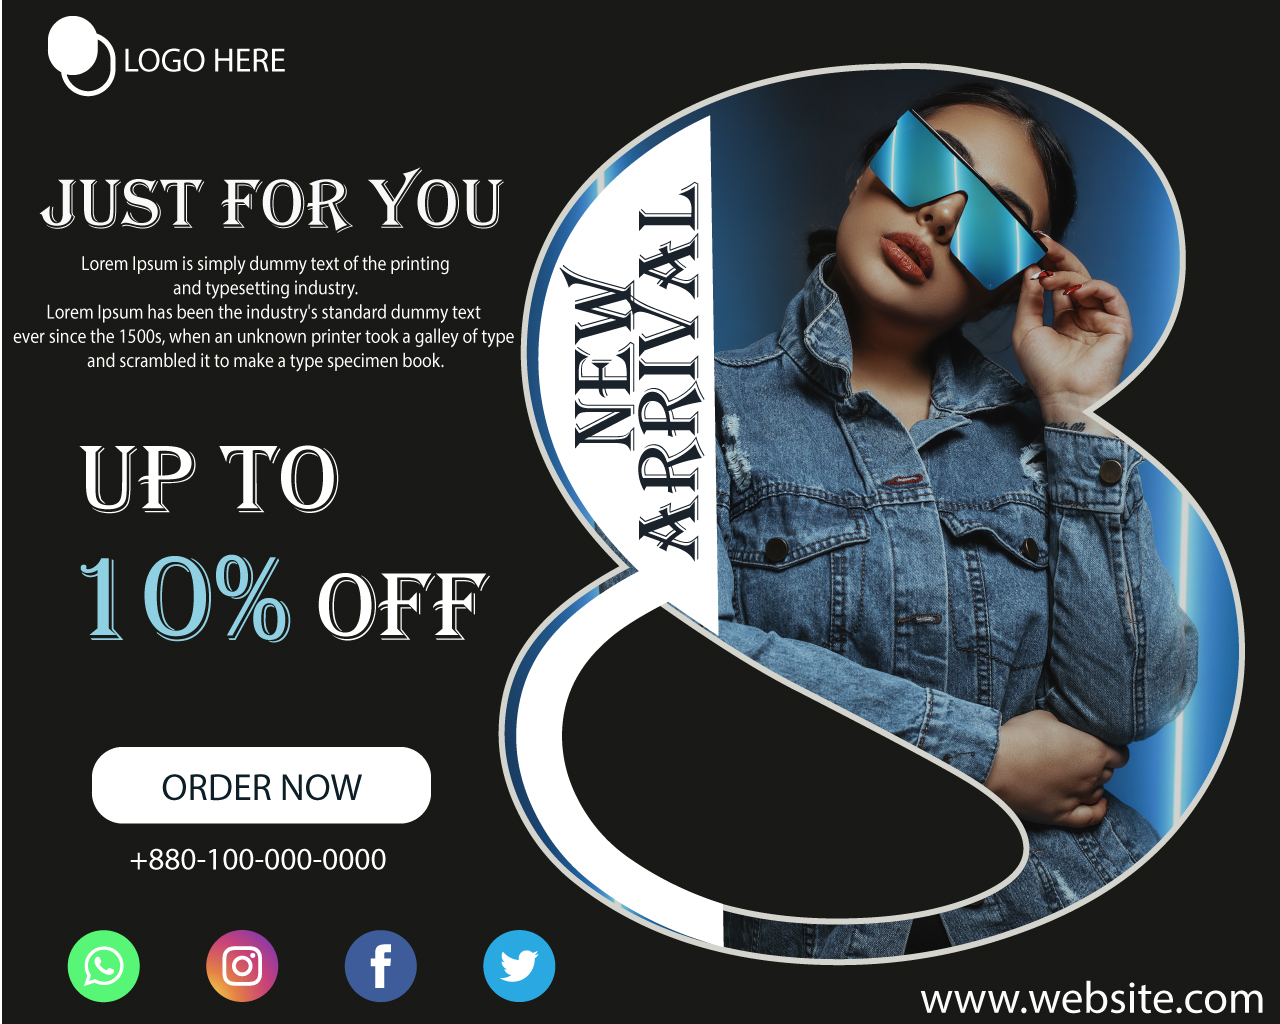 LOGO HERE
JUST FOR YOU
Lorem Ipsum is simply dummy text of the printing
and typesetting industry.
Lorem Ipsum has been the industry's standard dummy text
ever since the 1500s, when an unknown printer took a galley of type
and scrambled it to make a type specimen book.
NEW
ARRIVAL
UP TO
10% OFF
ORDER NOW
+880-100-000-0000
www.website.com